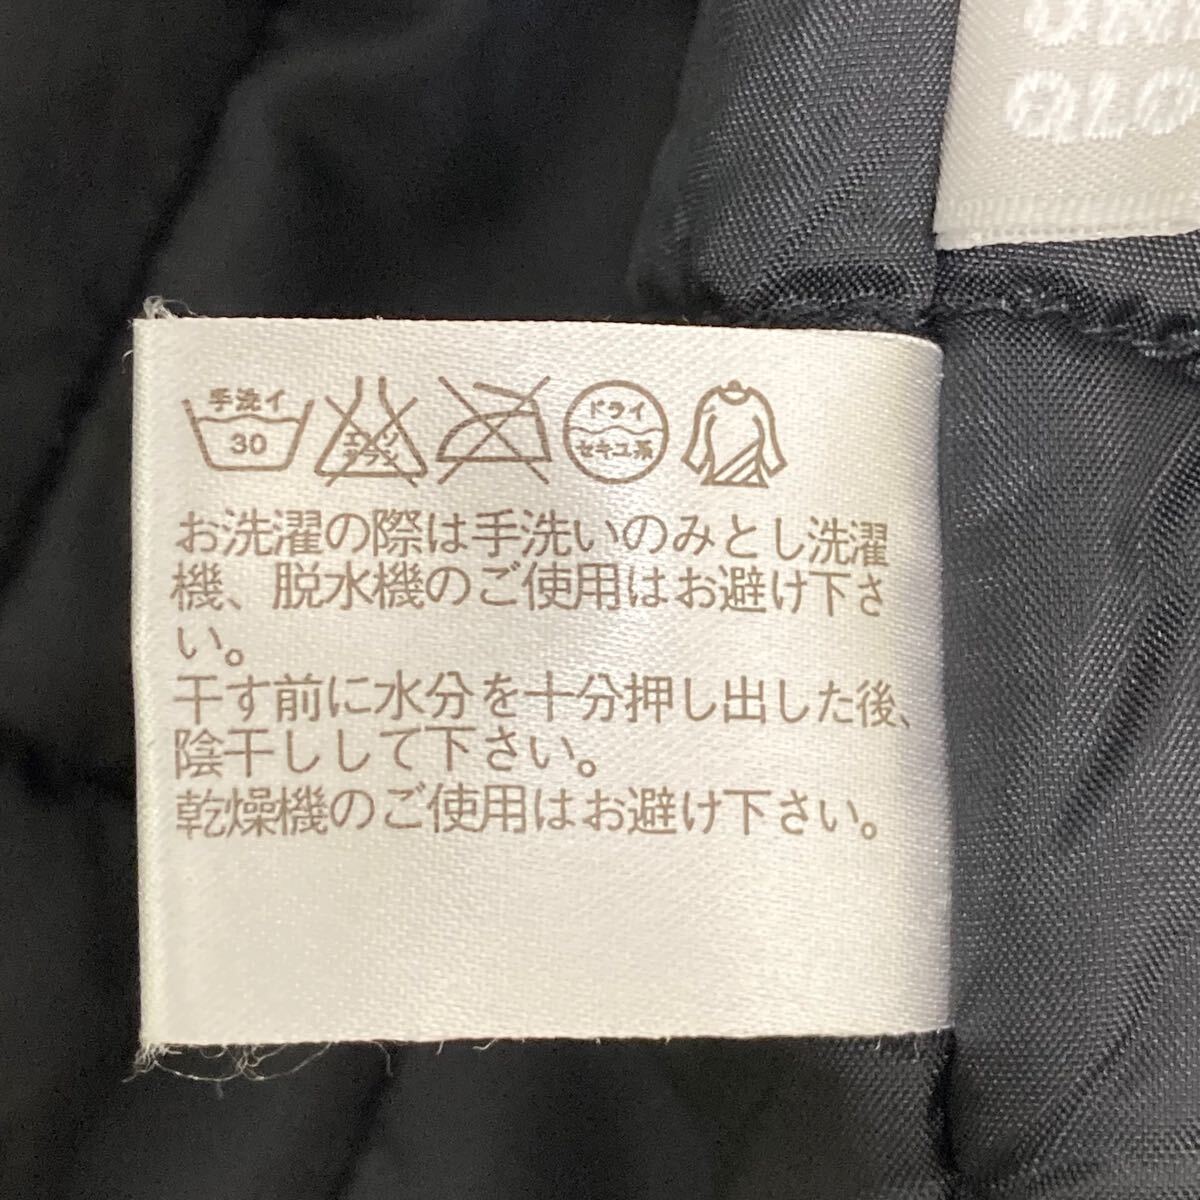 UNI
QLO
手洗イ
30
エンソ
サラシ
ドライ
セキユ系
お洗濯の際は手洗いのみとし洗濯
機、脱水機のご使用はお避け下さ
い。
干す前に水分を十分押し出した後、
陰干しして下さい。
乾燥機のご使用はお避け下さい。